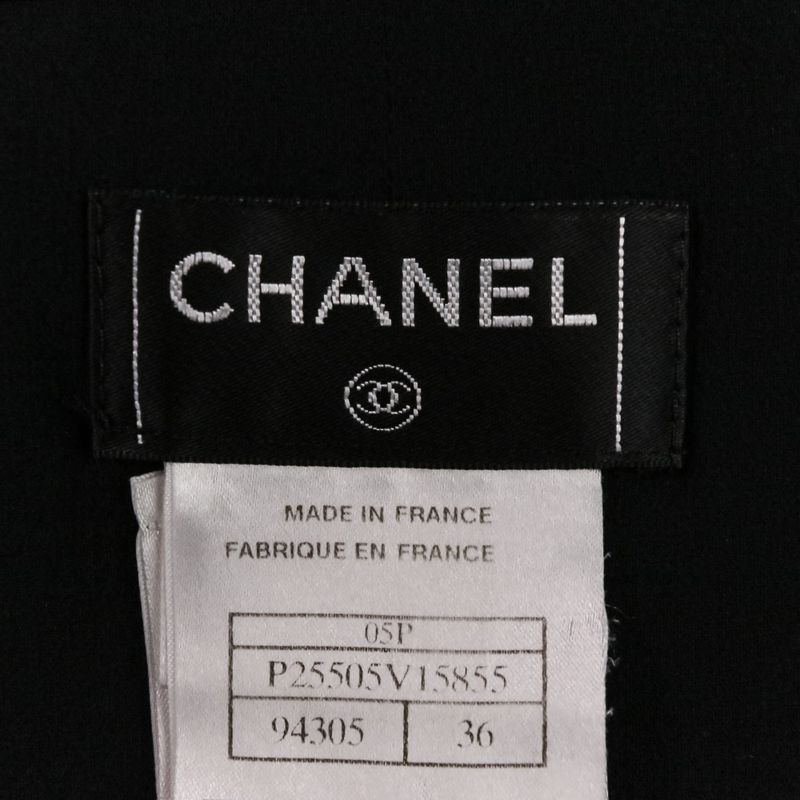 CHANEL
MADE IN FRANCE
FABRIQUE EN FRANCE
05P
P25505V15855
94305 36